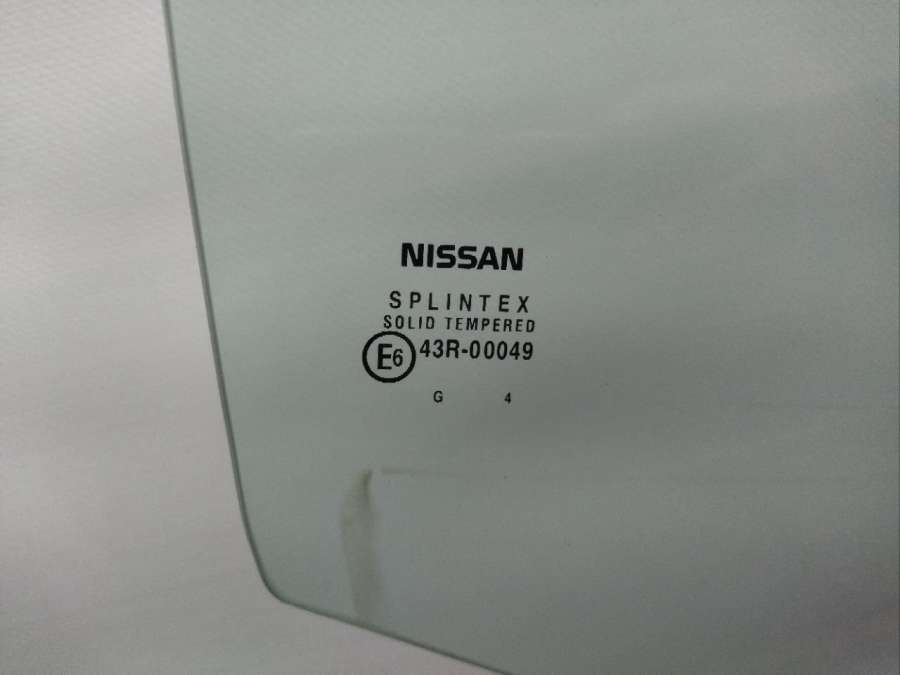 NISSAN
SPLINTEX
SOLID TEMPERED
E6 43R-00049
G 4